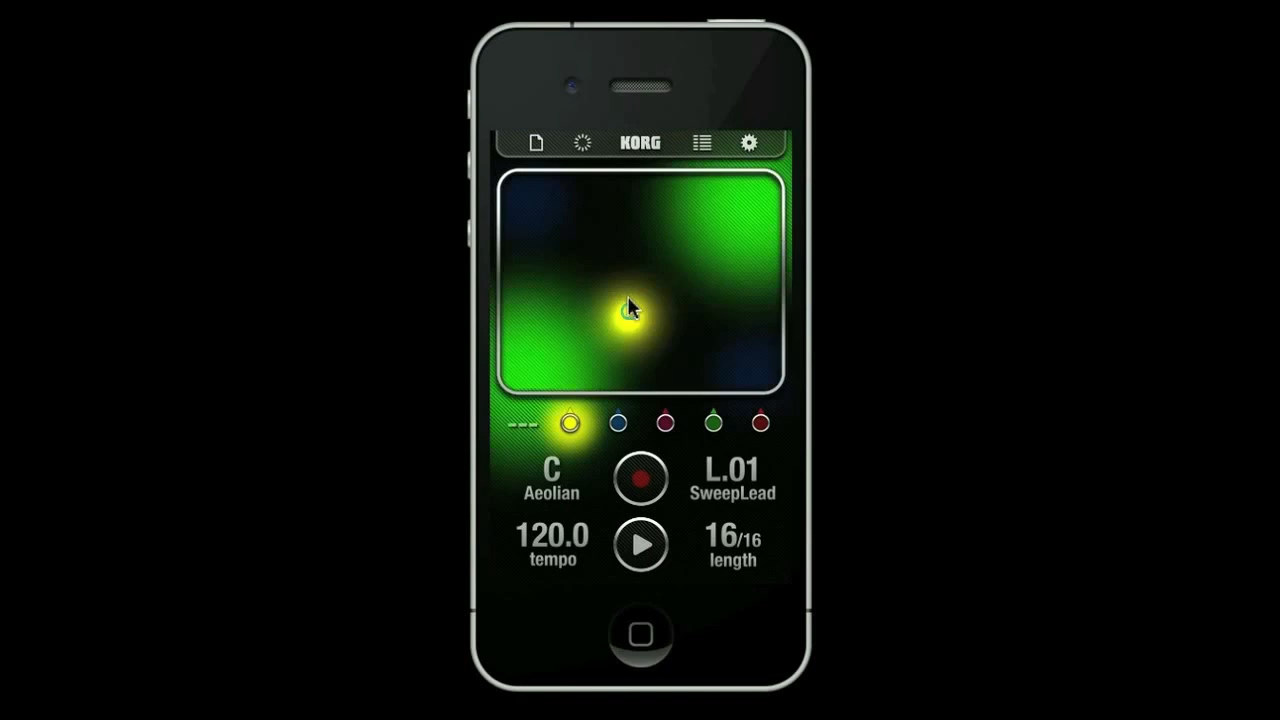 KORG
---
C
Aeolian
L.01
SweepLead
120.0
tempo
16/16
length